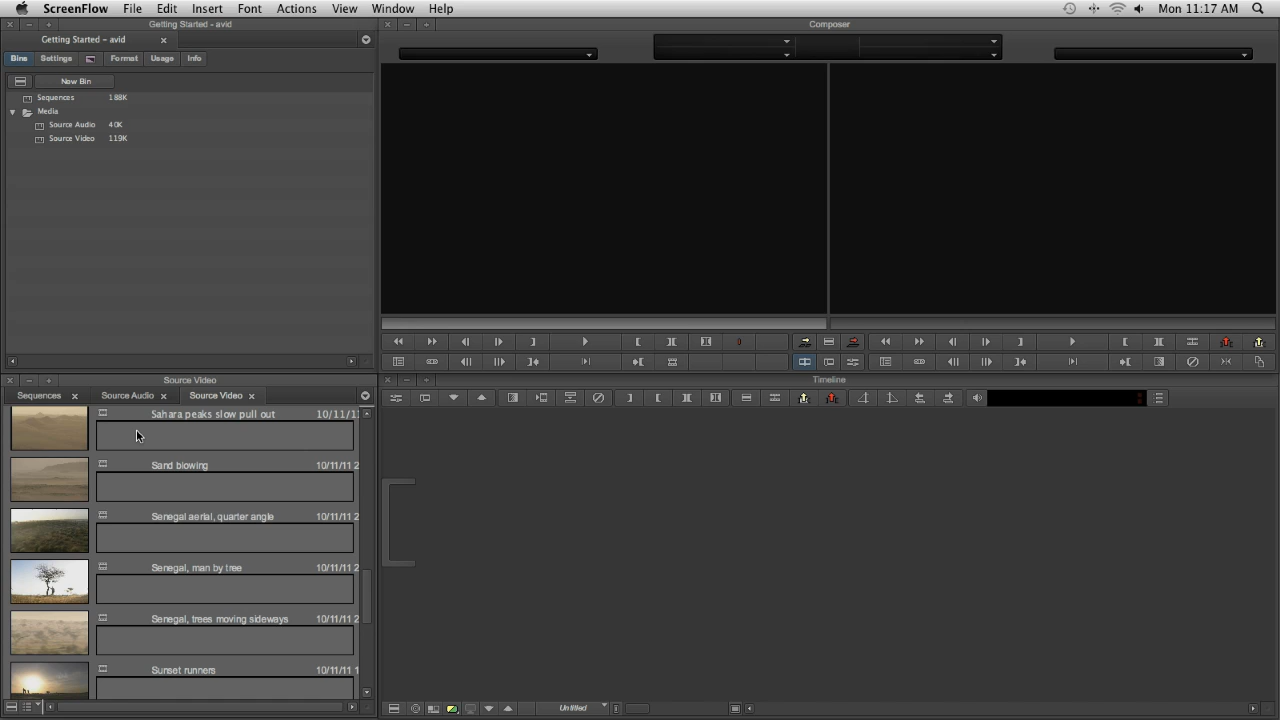 ScreenFlow File Edit Insert Font Actions View Window Help Mon 11:17 AM
Getting Started - avid Composer
Getting Started - avid
Bins Settings Format Usage Info
New Bin
Sequences 188K
Media
Source Audio 40K
Source Video 119K
Source Video Timeline
Sequences Source Audio Source Video
Sahara peaks slow pull out 10/11/11
Sand blowing 10/11/11 2
Senegal aerial, quarter angle 10/11/11 2
Senegal, man by tree 10/11/11 2
Senegal, trees moving sideways 10/11/11 2
Sunset runners 10/11/11 1
Untitled